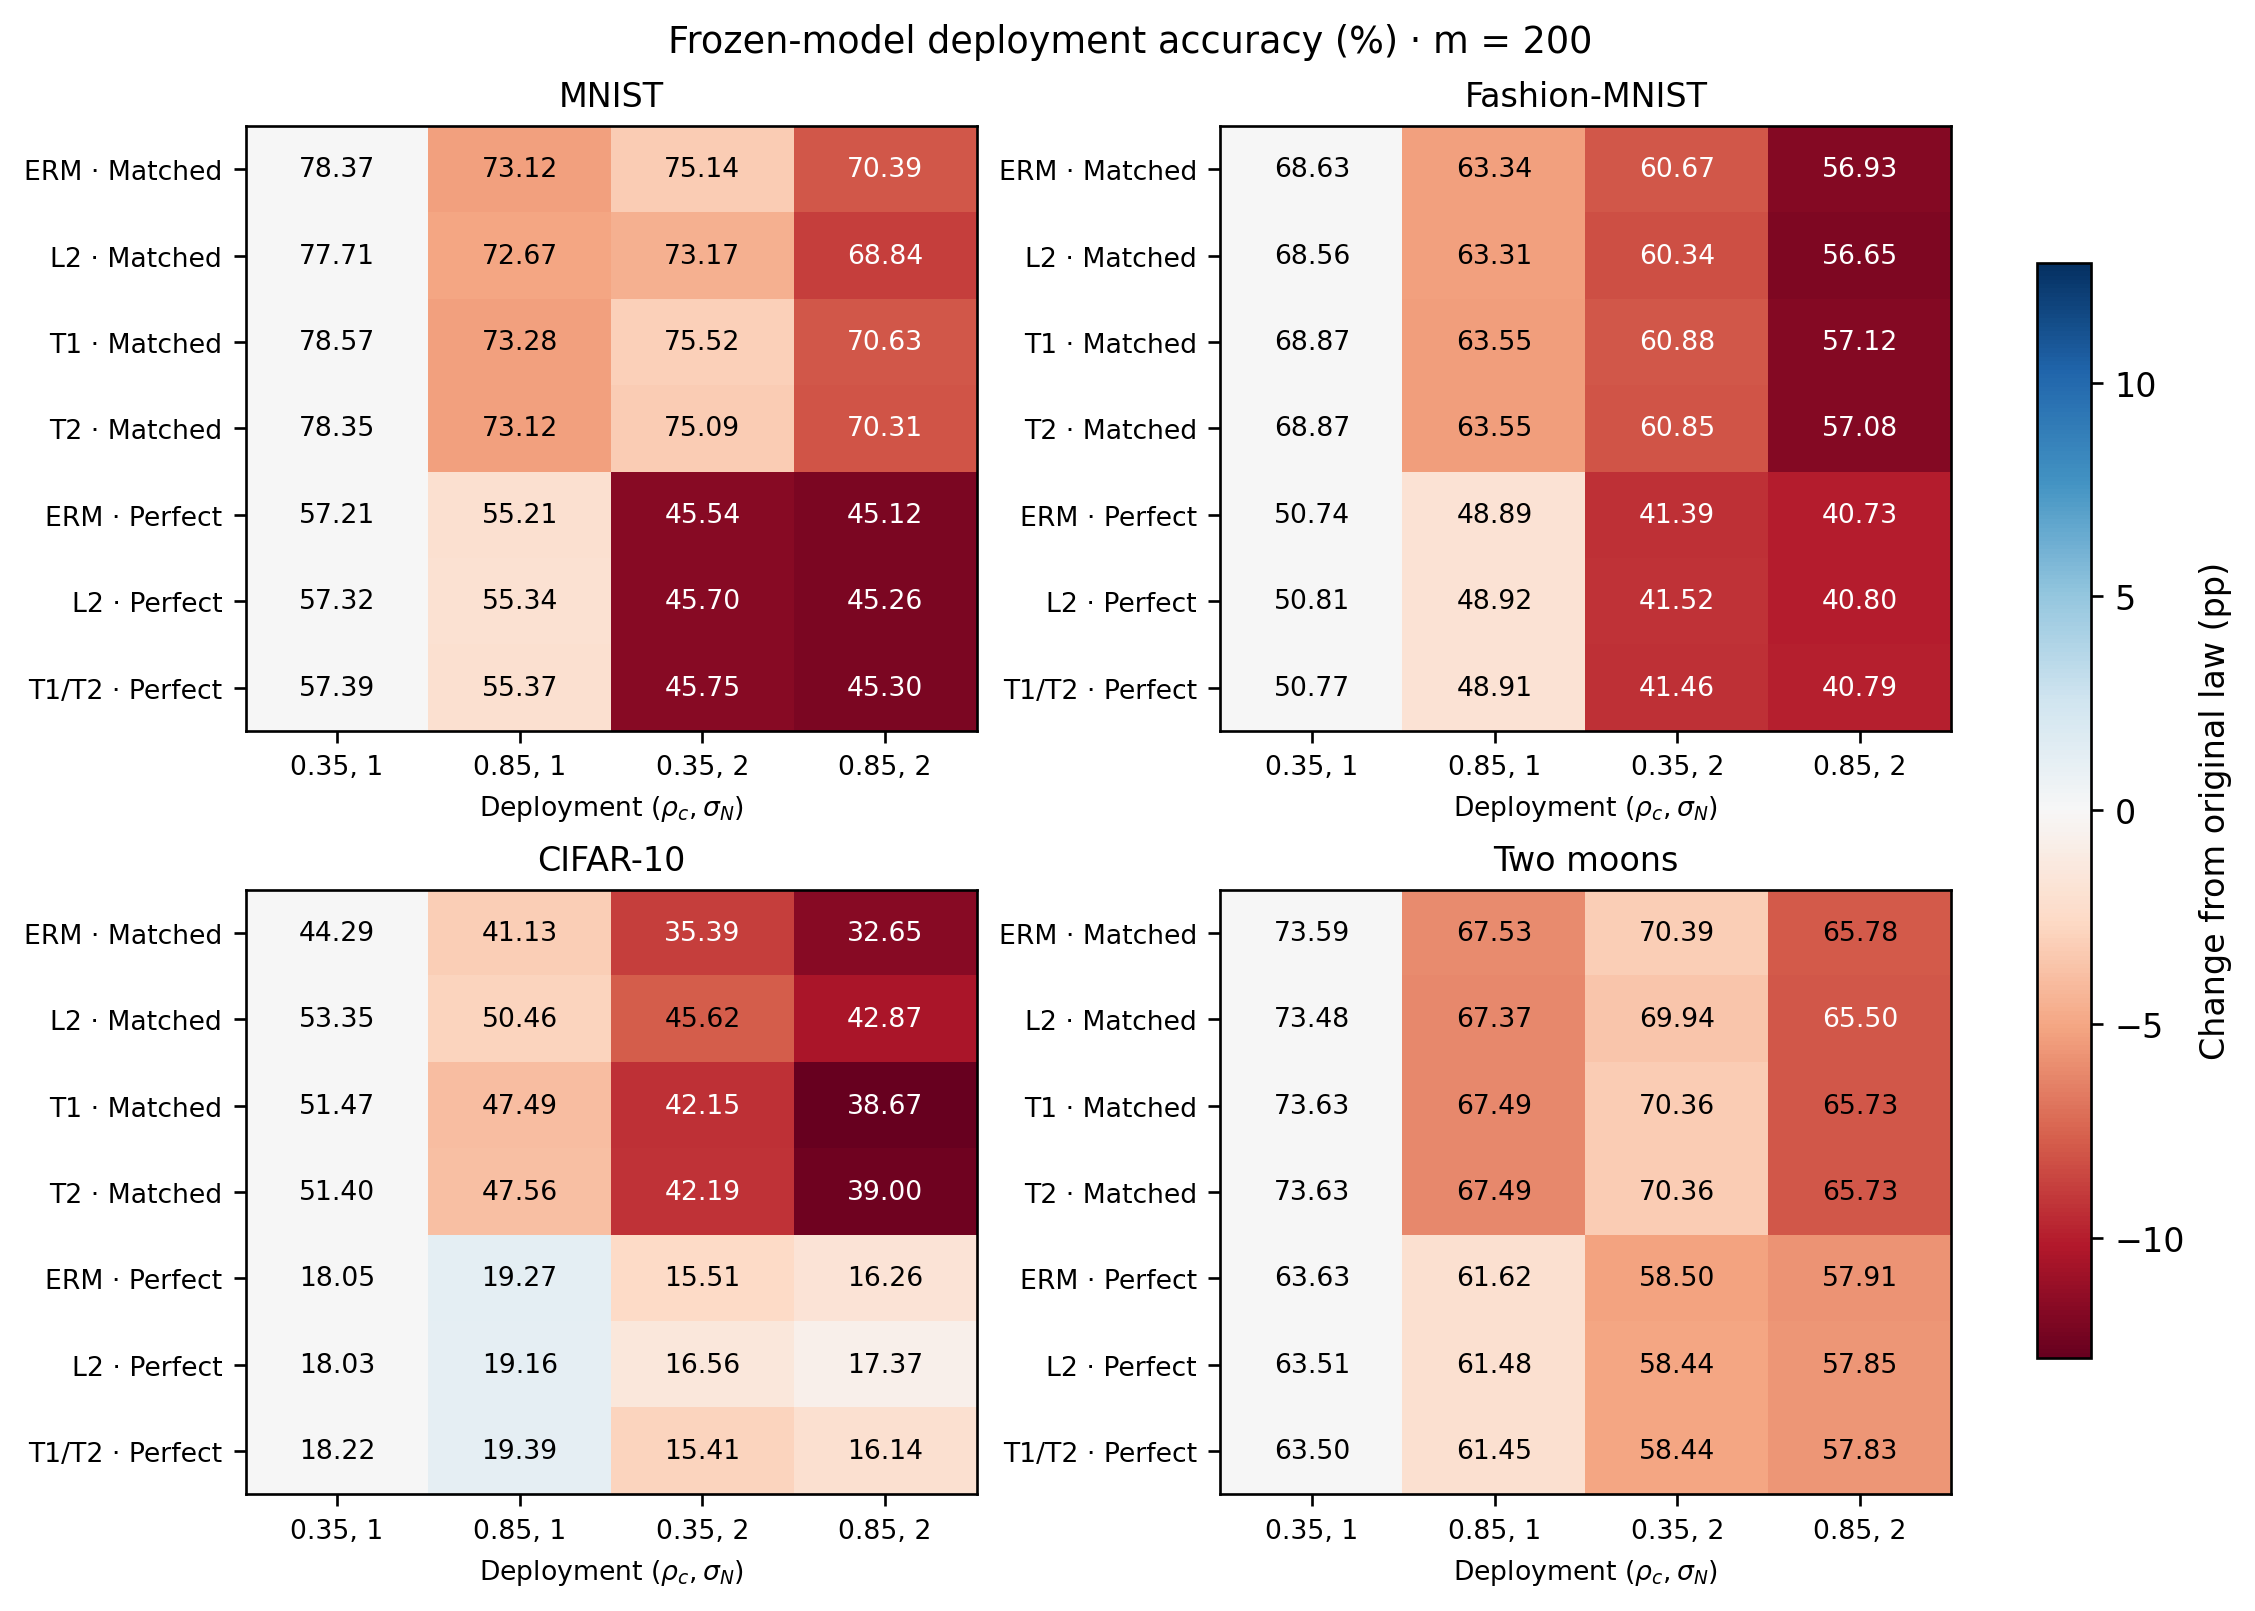 Frozen-model deployment accuracy (%) · m = 200
MNIST
ERM · Matched 78.37 73.12 75.14 70.39
L2 · Matched 77.71 72.67 73.17 68.84
T1 · Matched 78.57 73.28 75.52 70.63
T2 · Matched 78.35 73.12 75.09 70.31
ERM · Perfect 57.21 55.21 45.54 45.12
L2 · Perfect 57.32 55.34 45.70 45.26
T1/T2 · Perfect 57.39 55.37 45.75 45.30
0.35, 1 0.85, 1 0.35, 2 0.85, 2
Deployment (ρc, σN)
Fashion-MNIST
ERM · Matched 68.63 63.34 60.67 56.93
L2 · Matched 68.56 63.31 60.34 56.65
T1 · Matched 68.87 63.55 60.88 57.12
T2 · Matched 68.87 63.55 60.85 57.08
ERM · Perfect 50.74 48.89 41.39 40.73
L2 · Perfect 50.81 48.92 41.52 40.80
T1/T2 · Perfect 50.77 48.91 41.46 40.79
0.35, 1 0.85, 1 0.35, 2 0.85, 2
Deployment (ρc, σN)
CIFAR-10
ERM · Matched 44.29 41.13 35.39 32.65
L2 · Matched 53.35 50.46 45.62 42.87
T1 · Matched 51.47 47.49 42.15 38.67
T2 · Matched 51.40 47.56 42.19 39.00
ERM · Perfect 18.05 19.27 15.51 16.26
L2 · Perfect 18.03 19.16 16.56 17.37
T1/T2 · Perfect 18.22 19.39 15.41 16.14
0.35, 1 0.85, 1 0.35, 2 0.85, 2
Deployment (ρc, σN)
Two moons
ERM · Matched 73.59 67.53 70.39 65.78
L2 · Matched 73.48 67.37 69.94 65.50
T1 · Matched 73.63 67.49 70.36 65.73
T2 · Matched 73.63 67.49 70.36 65.73
ERM · Perfect 63.63 61.62 58.50 57.91
L2 · Perfect 63.51 61.48 58.44 57.85
T1/T2 · Perfect 63.50 61.45 58.44 57.83
0.35, 1 0.85, 1 0.35, 2 0.85, 2
Deployment (ρc, σN)
10
5
0
−5
−10
Change from original law (pp)